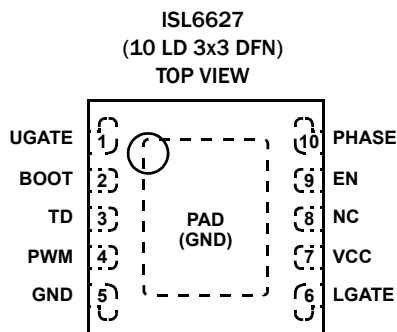 ISL6627
(10 LD 3x3 DFN)
TOP VIEW
UGATE 1 10 PHASE
BOOT 2 9 EN
TD 3 PAD 8 NC
(GND)
PWM 4 7 VCC
GND 5 6 LGATE